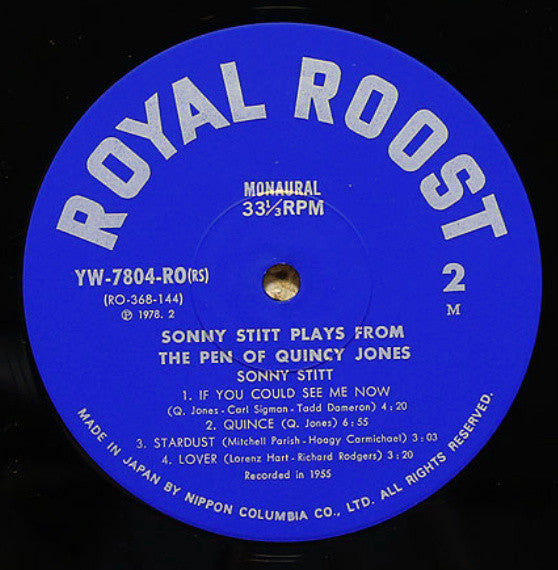 ROYAL ROOST
MONAURAL
33⅓RPM
YW-7804-RO(RS)
(RO-368-144)
℗ 1978. 2
2
M
SONNY STITT PLAYS FROM
THE PEN OF QUINCY JONES
SONNY STITT
1. IF YOU COULD SEE ME NOW
(Q. Jones - Carl Sigman - Tadd Dameron) 4:20
2. QUINCE (Q. Jones) 6:55
3. STARDUST (Mitchell Parish - Hoagy Carmichael) 3:03
4. LOVER (Lorenz Hart - Richard Rodgers) 3:20
Recorded in 1955
MADE IN JAPAN BY NIPPON COLUMBIA CO., LTD. ALL RIGHTS RESERVED.